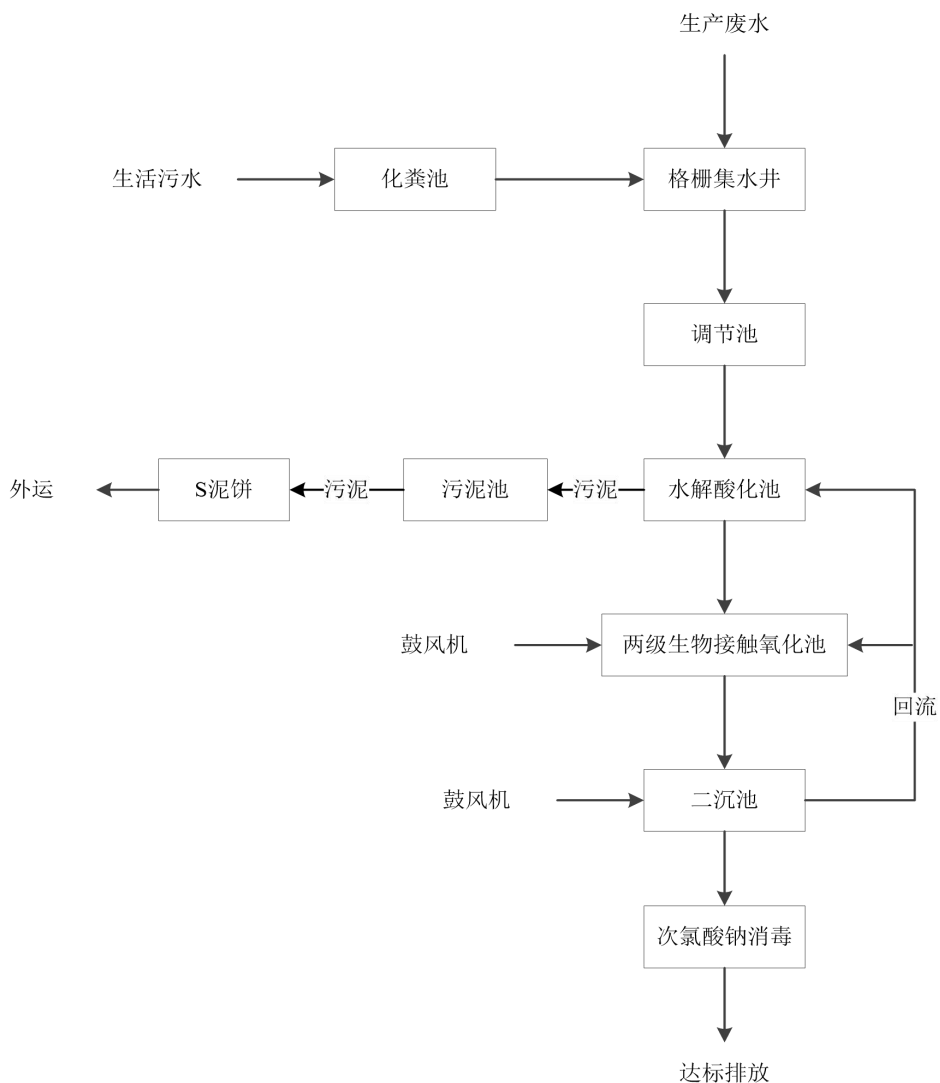 生产废水
生活污水
化粪池
格栅集水井
调节池
外运
S泥饼
污泥
污泥池
污泥
水解酸化池
鼓风机
两级生物接触氧化池
回流
鼓风机
二沉池
次氯酸钠消毒
达标排放